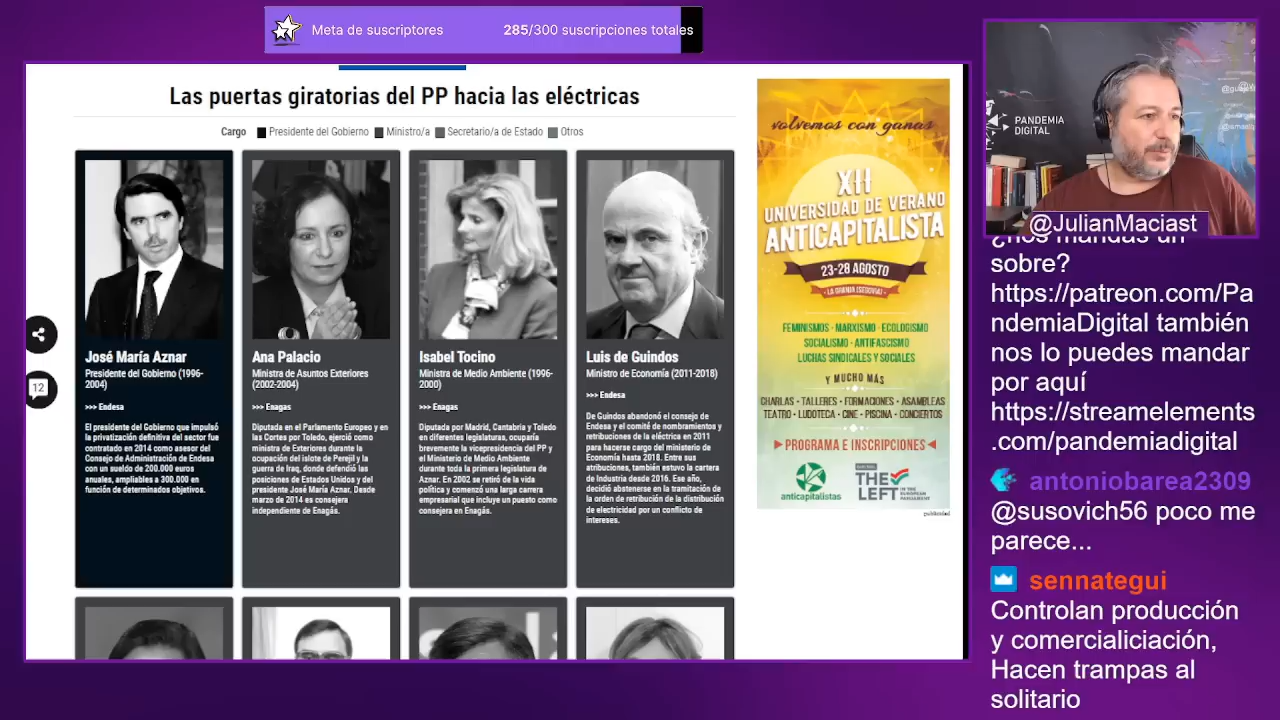 Meta de suscriptores
285/300 suscripciones totales
Las puertas giratorias del PP hacia las eléctricas
Cargo Presidente del Gobierno Ministro/a Secretario/a de Estado Otros
José María Aznar
Presidente del Gobierno (1996-
2004)
>>> Endesa
El presidente del Gobierno que impulsó
la privatización definitiva del sector fue
contratado en 2014 como asesor del
Consejo de Administración de Endesa
con un sueldo de 200.000 euros
anuales, ampliables a 300.000 en
función de determinados objetivos.
Ana Palacio
Ministra de Asuntos Exteriores
(2002-2004)
>>> Enagas
Diputada en el Parlamento Europeo y en
las Cortes por Toledo, ejerció como
ministra de Exteriores durante la
ocupación del islote de Perejil y la
guerra de Iraq, donde defendió las
posiciones de Estados Unidos y del
presidente José María Aznar. Desde
marzo de 2014 es consejera
independiente de Enagás.
Isabel Tocino
Ministra de Medio Ambiente (1996-
2000)
>>> Enagas
Diputada por Madrid, Cantabria y Toledo
en diferentes legislaturas, ocuparía
brevemente la vicepresidencia del PP y
el Ministerio de Medio Ambiente
durante toda la primera legislatura de
Aznar. En 2002 se retiró de la vida
política y comenzó una larga carrera
empresarial que incluye un puesto como
consejera en Enagás.
Luis de Guindos
Ministro de Economía (2011-2018)
>>> Endesa
De Guindos abandonó el consejo de
Endesa y el comité de nombramientos y
retribuciones de la eléctrica en 2011
para hacerse cargo del ministerio de
Economía hasta 2018. Entre sus
atribuciones, también estuvo la cartera
de Industria desde 2016. Ese año,
decidió abstenerse en la tramitación de
la orden de retribución de la distribución
de electricidad por un conflicto de
intereses.
12
volvemos con ganas
XII
UNIVERSIDAD DE VERANO
ANTICAPITALISTA
23-28 AGOSTO
LA GRANJA (SEGOVIA)
FEMINISMOS · MARXISMO · ECOLOGISMO
SOCIALISMO · ANTIFASCISMO
LUCHAS SINDICALES Y SOCIALES
Y MUCHO MÁS
CHARLAS · TALLERES · FORMACIONES · ASAMBLEAS
TEATRO · LUDOTECA · CINE · PISCINA · CONCIERTOS
PROGRAMA E INSCRIPCIONES
anticapitalistas
THE LEFT
IN THE EUROPEAN PARLIAMENT
publicidad
PANDEMIA
DIGITAL
@JulianMaciast
¿nos mandas un
sobre?
https://patreon.com/Pa
ndemiaDigital también
nos lo puedes mandar
por aquí
https://streamelements
.com/pandemiadigital
antoniobarea2309
@susovich56 poco me
parece...
sennategui
Controlan producción
y comercialiciación,
Hacen trampas al
solitario